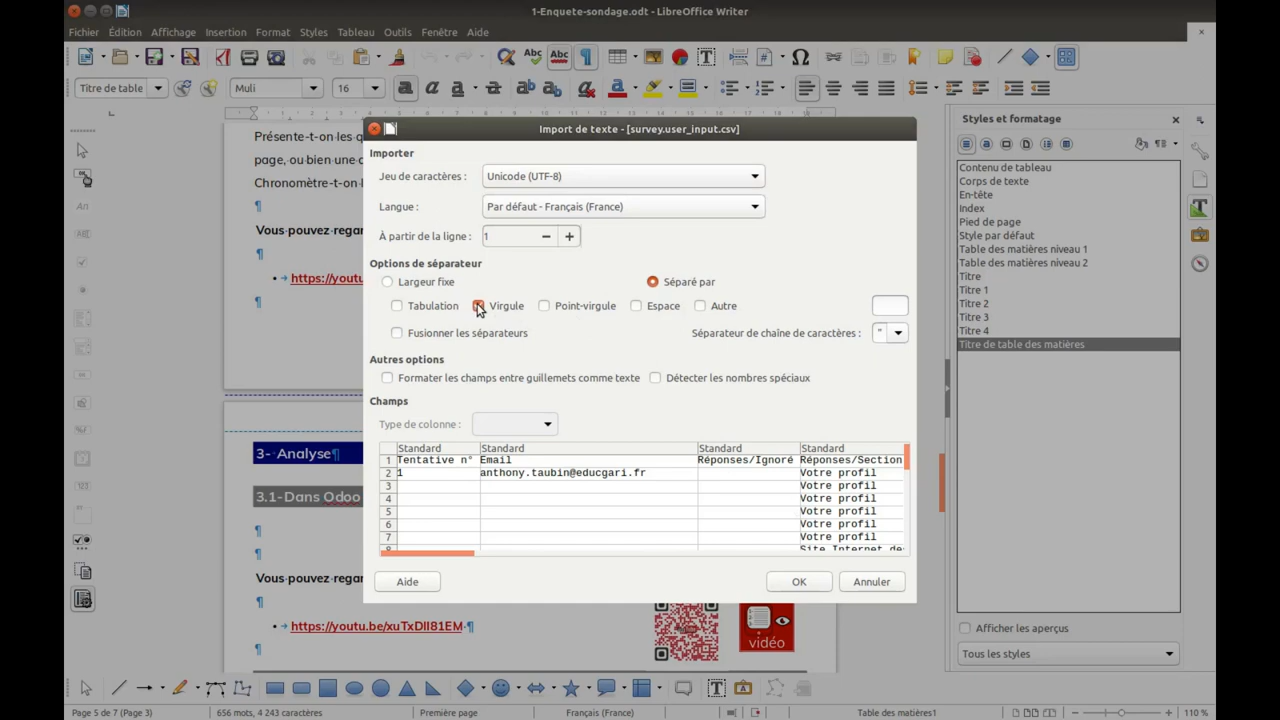 1-Enquete-sondage.odt - LibreOffice Writer
Fichier Édition Affichage Insertion Format Styles Tableau Outils Fenêtre Aide
Titre de table Muli 16
Présente-t-on les q
page, ou bien une c
Chronomètre-t-on l
¶
Vous·pouvez·regar
¶
https://youtu
¶
3-·Analyse¶
3.1-Dans Odoo
¶
¶
Vous·pouvez·regar
¶
https://youtu.be/xuTxDlI81EM·¶
¶
vidéo
Import de texte - [survey.user_input.csv]
Importer
Jeu de caractères : Unicode (UTF-8)
Langue : Par défaut - Français (France)
À partir de la ligne : 1
Options de séparateur
Largeur fixe Séparé par
Tabulation Virgule Point-virgule Espace Autre
Fusionner les séparateurs Séparateur de chaîne de caractères : "
Autres options
Formater les champs entre guillemets comme texte Détecter les nombres spéciaux
Champs
Type de colonne :
Standard Standard Standard Standard
1 Tentative n° Email Réponses/Ignoré Réponses/Section
2 1 anthony.taubin@educgari.fr Votre profil
3 Votre profil
4 Votre profil
5 Votre profil
6 Votre profil
7 Votre profil
8 Site Internet de
Aide OK Annuler
Styles et formatage
Contenu de tableau
Corps de texte
En-tête
Index
Pied de page
Style par défaut
Table des matières niveau 1
Table des matières niveau 2
Titre
Titre 1
Titre 2
Titre 3
Titre 4
Titre de table des matières
Afficher les aperçus
Tous les styles
Page 5 de 7 (Page 3) 656 mots, 4 243 caractères Première page Français (France) Table des matières1 110 %